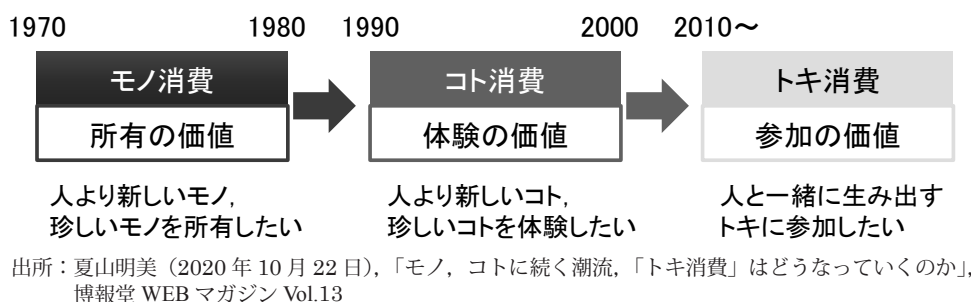 1970 1980 1990 2000 2010～
モノ消費 コト消費 トキ消費
所有の価値 体験の価値 参加の価値
人より新しいモノ， 人より新しいコト， 人と一緒に生み出す
珍しいモノを所有したい 珍しいコトを体験したい トキに参加したい
出所：夏山明美（2020 年 10 月 22 日），「モノ，コトに続く潮流，「トキ消費」はどうなっていくのか」，
博報堂 WEB マガジン Vol.13